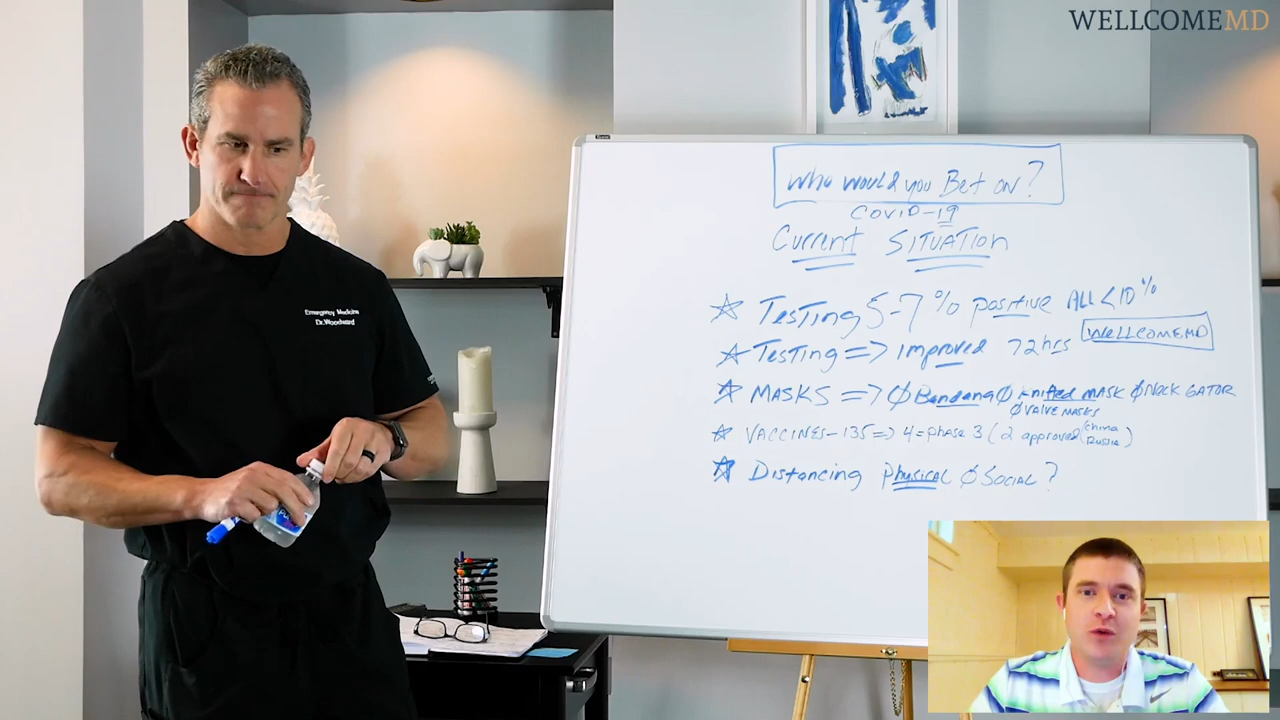 WELLCOMEMD
Who would you Bet on?
COVID-19
Current SITUATION
Testing 5-7% positive ALL<10%
Testing => improved 72hrs WELLCOMEMD
MASKS => ∅ Bandana ∅ knitted mASK ∅ Neck GATOR
∅ VALVE MASKS
VACCINES-135=> 4=phase 3 (2 approved (China
Russia)
Distancing physical ∅ Social?
Emergency Medicine
Dr.Woodward